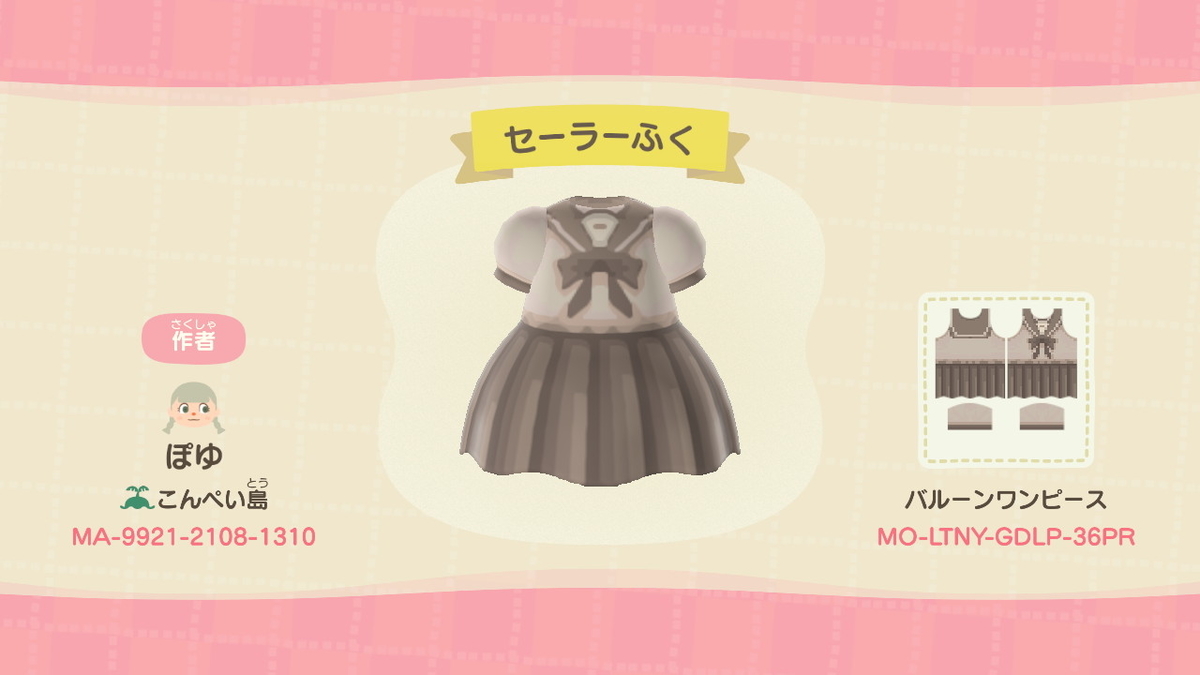 セーラーふく
さくしゃ
作者
ぽゆ
とう
こんぺい島
MA-9921-2108-1310
バルーンワンピース
MO-LTNY-GDLP-36PR